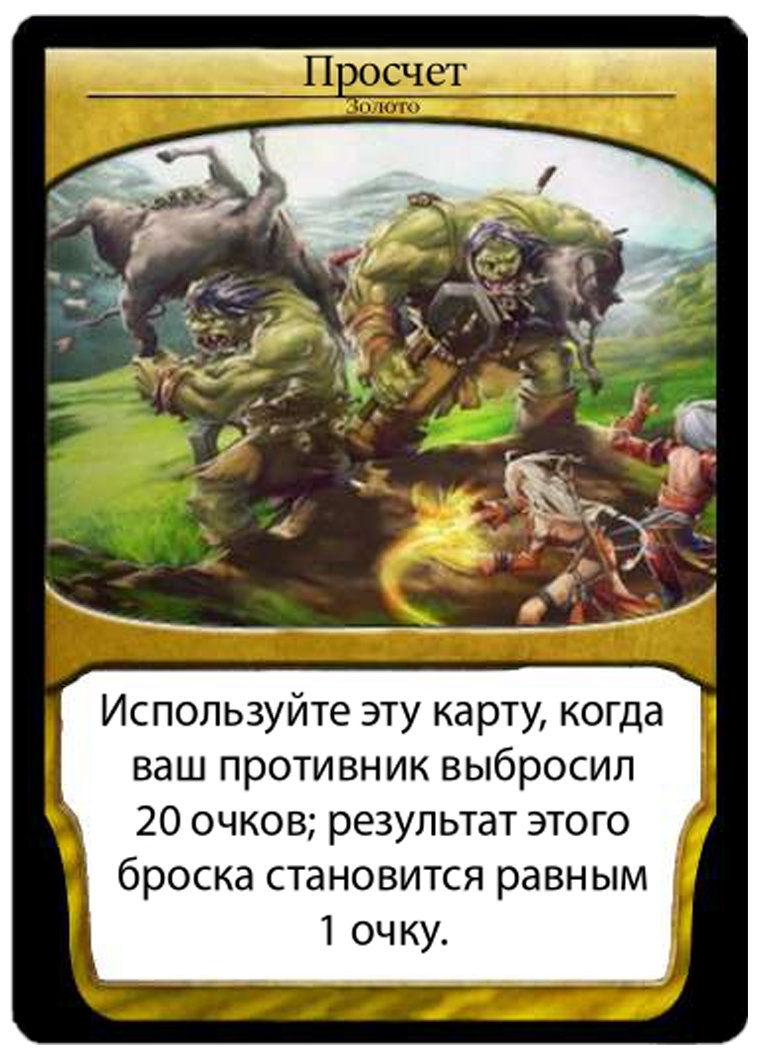 Просчет
Золото
Используйте эту карту, когда
ваш противник выбросил
20 очков; результат этого
броска становится равным
1 очку.